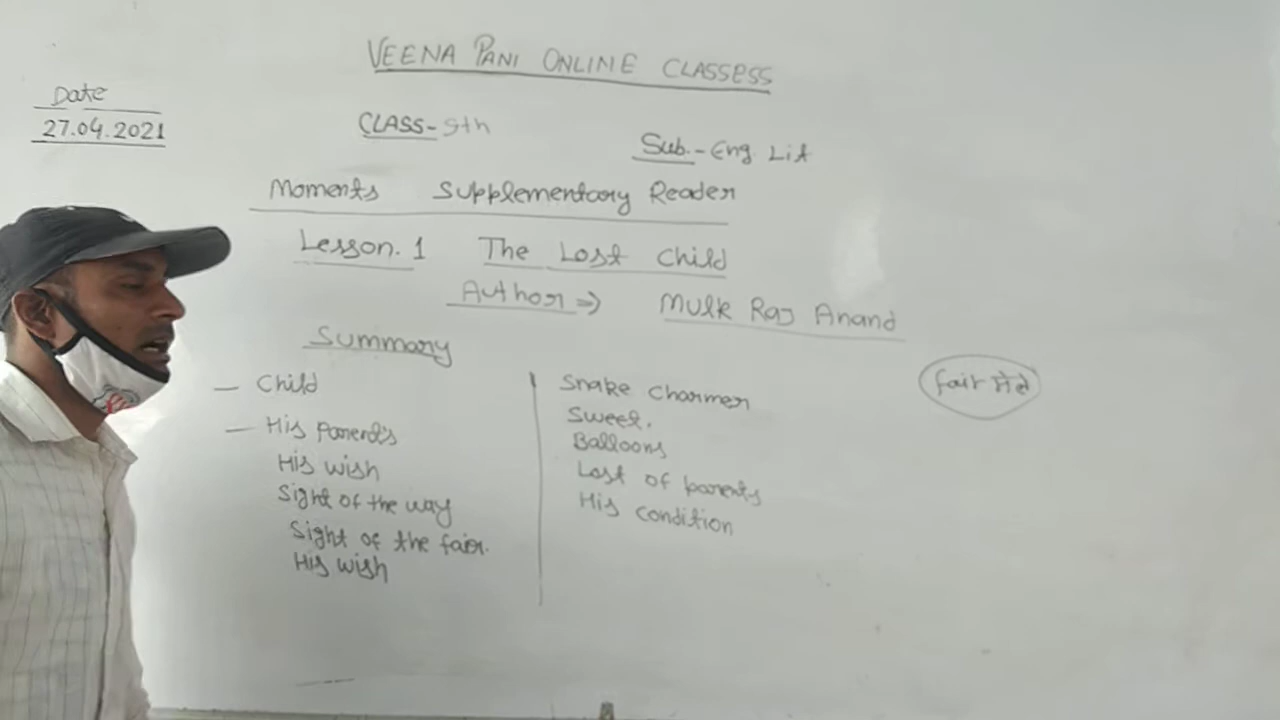 VEENA PANI ONLINE CLASSESS
Date
27.04.2021
CLASS-9th
Sub.- Eng Lit
Moments Supplementary Reader
Lesson. 1 The Lost Child
Author ⇒ Mulk Raj Anand
Summary
— Child
— His Parents
His wish
Sight of the way
Sight of the fair.
His wish
Snake charmer
Sweet.
Balloons
Lost of parents
His condition
fair